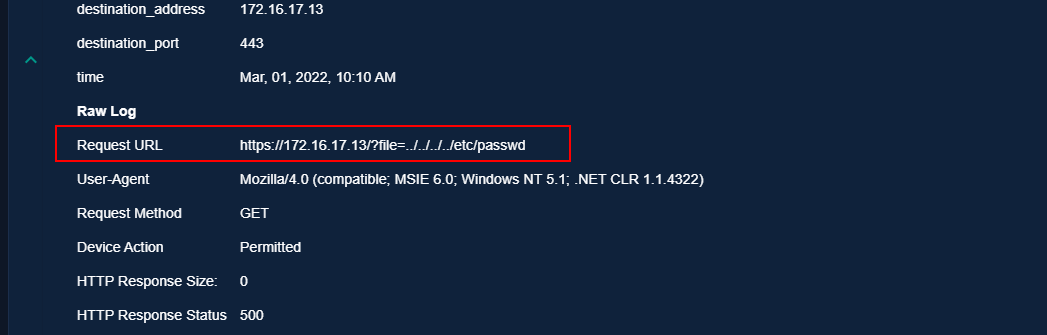 destination_address 172.16.17.13
destination_port 443
time Mar, 01, 2022, 10:10 AM
Raw Log
Request URL https://172.16.17.13/?file=../../../../etc/passwd
User-Agent Mozilla/4.0 (compatible; MSIE 6.0; Windows NT 5.1; .NET CLR 1.1.4322)
Request Method GET
Device Action Permitted
HTTP Response Size: 0
HTTP Response Status 500